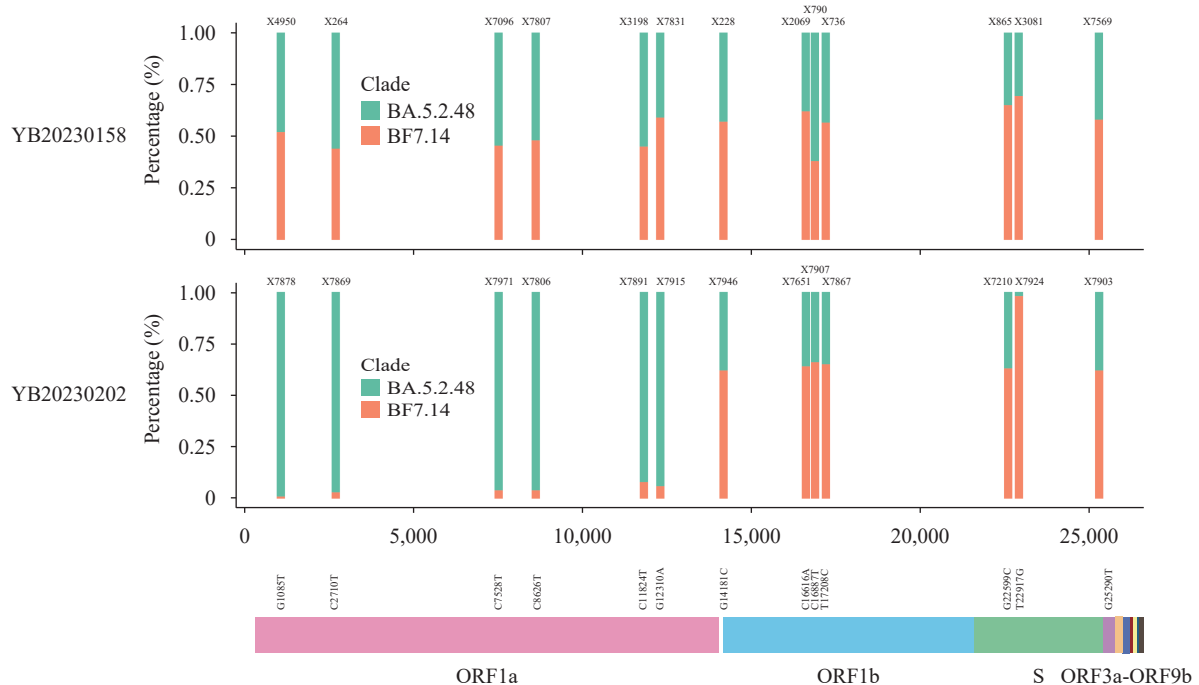 X790
X4950 X264 X7096 X7807 X3198 X7831 X228 X2069 X736 X865 X3081 X7569
1.00
0.75
0.50
0.25
0
Percentage (%)
YB20230158
Clade
BA.5.2.48
BF7.14
X7907
X7878 X7869 X7971 X7806 X7891 X7915 X7946 X7651 X7867 X7210 X7924 X7903
1.00
0.75
0.50
0.25
0
Percentage (%)
YB20230202
Clade
BA.5.2.48
BF7.14
0 5,000 10,000 15,000 20,000 25,000
G1085T
C2710T
C7528T
C8626T
C11824T
G12310A
G14181C
C16616A
C16887T
T17208C
G22599C
T22917G
G25290T
ORF1a ORF1b S ORF3a-ORF9b